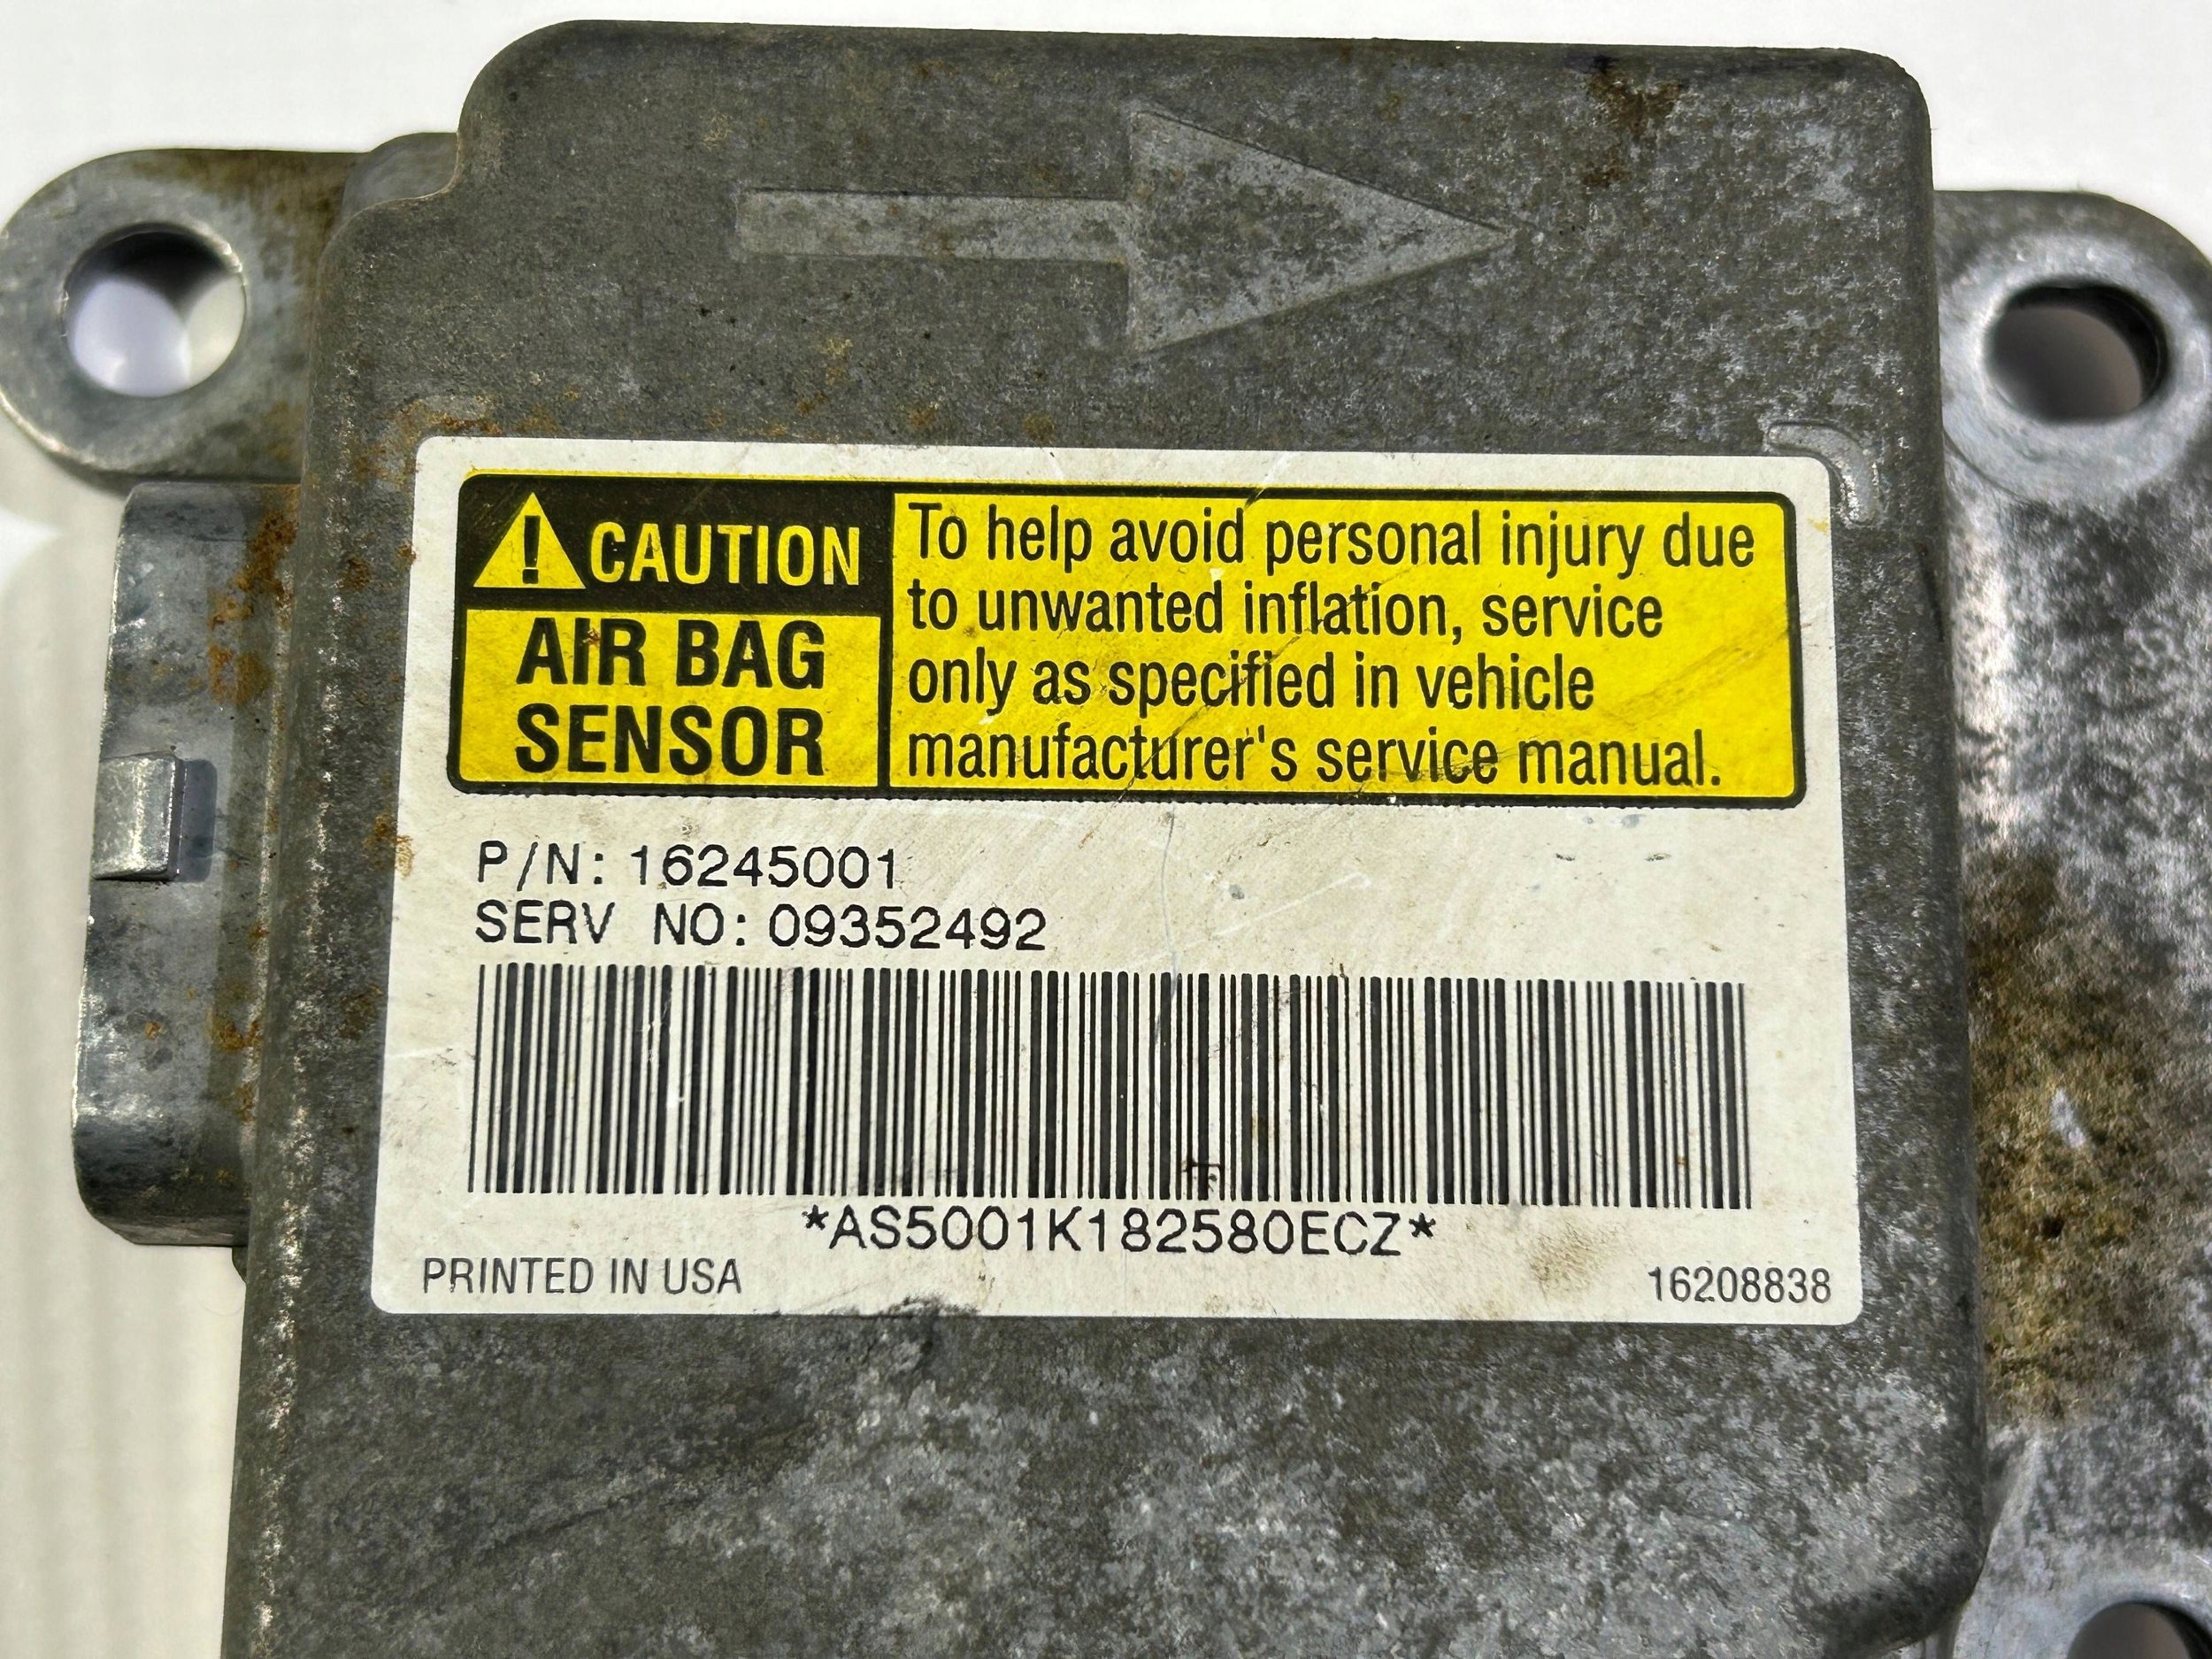 ! CAUTION
AIR BAG
SENSOR
To help avoid personal injury due
to unwanted inflation, service
only as specified in vehicle
manufacturer's service manual.
P/N: 16245001
SERV NO: 09352492
*AS5001K182580ECZ*
PRINTED IN USA
16208838